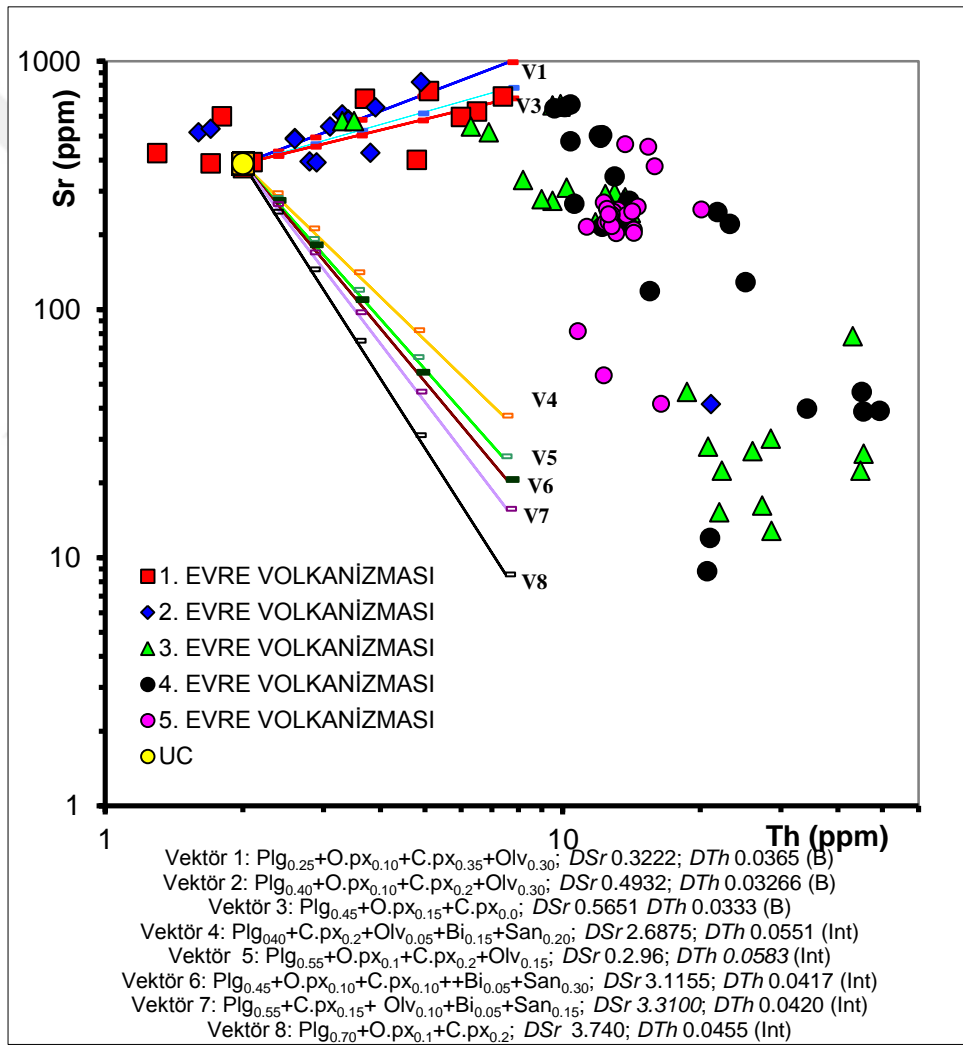 1000
100
10
1
Sr (ppm)
V1
V3
V4
V5
V6
V7
V8
1. EVRE VOLKANİZMASI
2. EVRE VOLKANİZMASI
3. EVRE VOLKANİZMASI
4. EVRE VOLKANİZMASI
5. EVRE VOLKANİZMASI
UC
1
10
Th (ppm)
Vektör 1: Plg0.25+O.px0.10+C.px0.35+Olv0.30; DSr 0.3222; DTh 0.0365 (B)
Vektör 2: Plg0.40+O.px0.10+C.px0.2+Olv0.30; DSr 0.4932; DTh 0.03266 (B)
Vektör 3: Plg0.45+O.px0.15+C.px0.0; DSr 0.5651 DTh 0.0333 (B)
Vektör 4: Plg040+C.px0.2+Olv0.05+Bi0.15+San0.20; DSr 2.6875; DTh 0.0551 (Int)
Vektör 5: Plg0.55+O.px0.1+C.px0.2+Olv0.15; DSr 0.2.96; DTh 0.0583 (Int)
Vektör 6: Plg0.45+O.px0.10+C.px0.10++Bi0.05+San0.30; DSr 3.1155; DTh 0.0417 (Int)
Vektör 7: Plg0.55+C.px0.15+ Olv0.10+Bi0.05+San0.15; DSr 3.3100; DTh 0.0420 (Int)
Vektör 8: Plg0.70+O.px0.1+C.px0.2; DSr 3.740; DTh 0.0455 (Int)